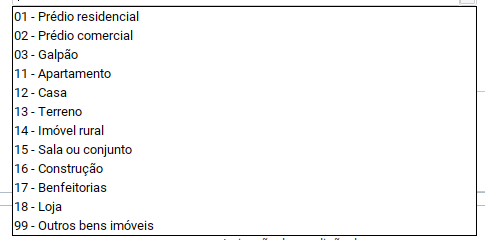 01 - Prédio residencial
02 - Prédio comercial
03 - Galpão
11 - Apartamento
12 - Casa
13 - Terreno
14 - Imóvel rural
15 - Sala ou conjunto
16 - Construção
17 - Benfeitorias
18 - Loja
99 - Outros bens imóveis